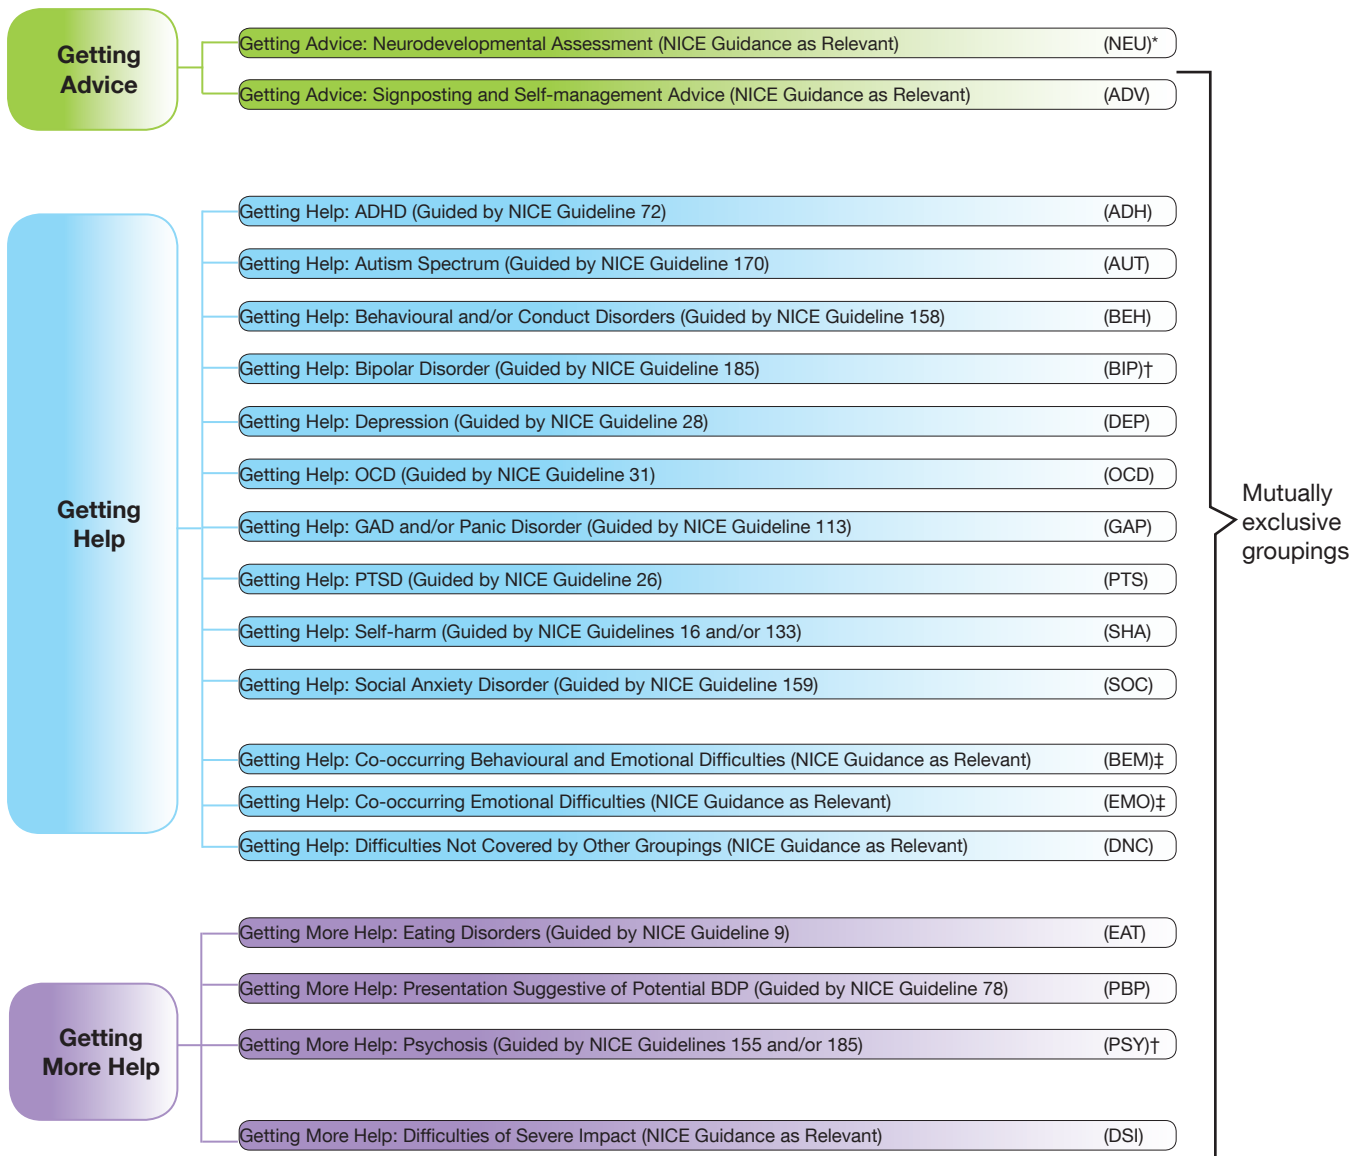 Getting
Advice
Getting Advice: Neurodevelopmental Assessment (NICE Guidance as Relevant) (NEU)*
Getting Advice: Signposting and Self-management Advice (NICE Guidance as Relevant) (ADV)
Getting
Help
Getting Help: ADHD (Guided by NICE Guideline 72) (ADH)
Getting Help: Autism Spectrum (Guided by NICE Guideline 170) (AUT)
Getting Help: Behavioural and/or Conduct Disorders (Guided by NICE Guideline 158) (BEH)
Getting Help: Bipolar Disorder (Guided by NICE Guideline 185) (BIP)†
Getting Help: Depression (Guided by NICE Guideline 28) (DEP)
Getting Help: OCD (Guided by NICE Guideline 31) (OCD)
Getting Help: GAD and/or Panic Disorder (Guided by NICE Guideline 113) (GAP)
Getting Help: PTSD (Guided by NICE Guideline 26) (PTS)
Getting Help: Self-harm (Guided by NICE Guidelines 16 and/or 133) (SHA)
Getting Help: Social Anxiety Disorder (Guided by NICE Guideline 159) (SOC)
Getting Help: Co-occurring Behavioural and Emotional Difficulties (NICE Guidance as Relevant) (BEM)‡
Getting Help: Co-occurring Emotional Difficulties (NICE Guidance as Relevant) (EMO)‡
Getting Help: Difficulties Not Covered by Other Groupings (NICE Guidance as Relevant) (DNC)
Getting
More Help
Getting More Help: Eating Disorders (Guided by NICE Guideline 9) (EAT)
Getting More Help: Presentation Suggestive of Potential BDP (Guided by NICE Guideline 78) (PBP)
Getting More Help: Psychosis (Guided by NICE Guidelines 155 and/or 185) (PSY)†
Getting More Help: Difficulties of Severe Impact (NICE Guidance as Relevant) (DSI)
Mutually
exclusive
groupings